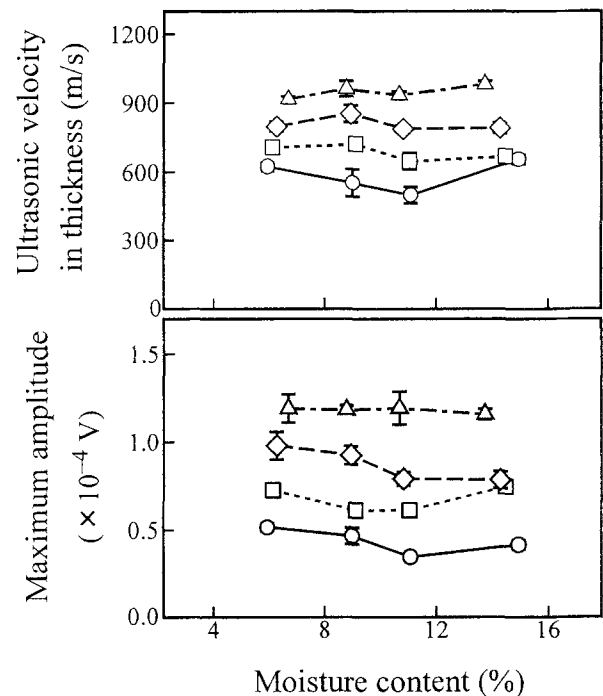 Ultrasonic velocity
in thickness (m/s)
1200
900
600
300
0
Maximum amplitude
( × 10⁻⁴ V)
1.5
1.0
0.5
0.0
4 8 12 16
Moisture content (%)